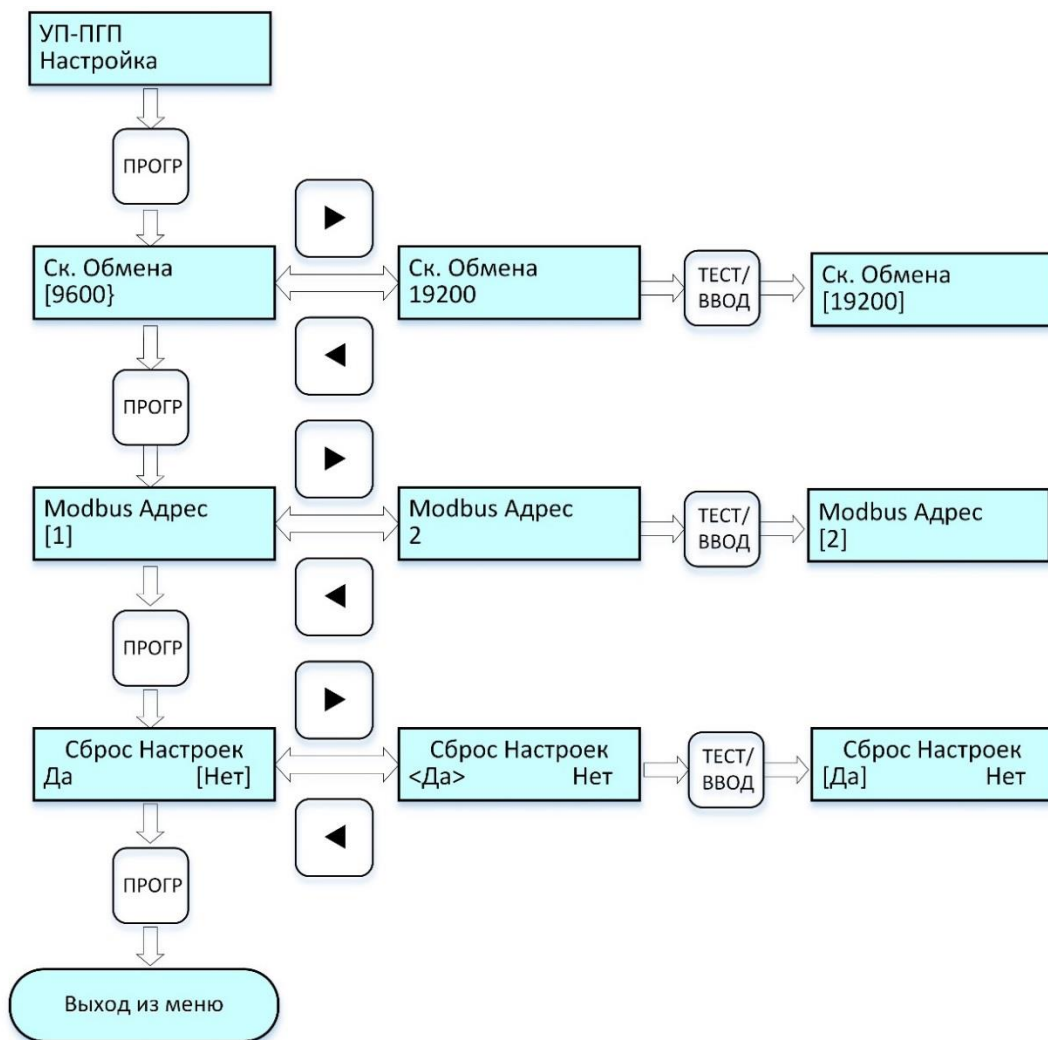 УП-ПГП
Настройка
ПРОГР
Ск. Обмена
[9600}
Ск. Обмена
19200
ТЕСТ/
ВВОД
Ск. Обмена
[19200]
ПРОГР
Modbus Адрес
[1]
Modbus Адрес
2
ТЕСТ/
ВВОД
Modbus Адрес
[2]
ПРОГР
Сброс Настроек
Да [Нет]
Сброс Настроек
<Да> Нет
ТЕСТ/
ВВОД
Сброс Настроек
[Да] Нет
ПРОГР
Выход из меню